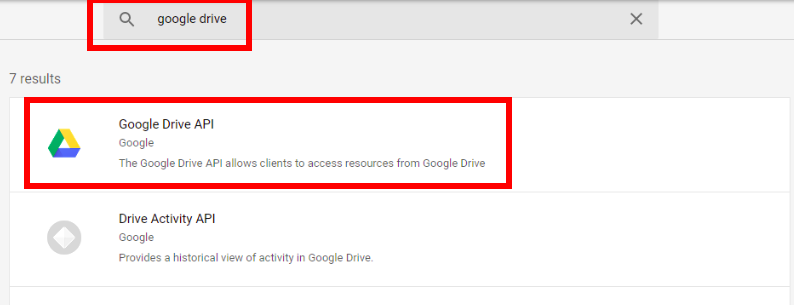 google drive
7 results
Google Drive API
Google
The Google Drive API allows clients to access resources from Google Drive
Drive Activity API
Google
Provides a historical view of activity in Google Drive.